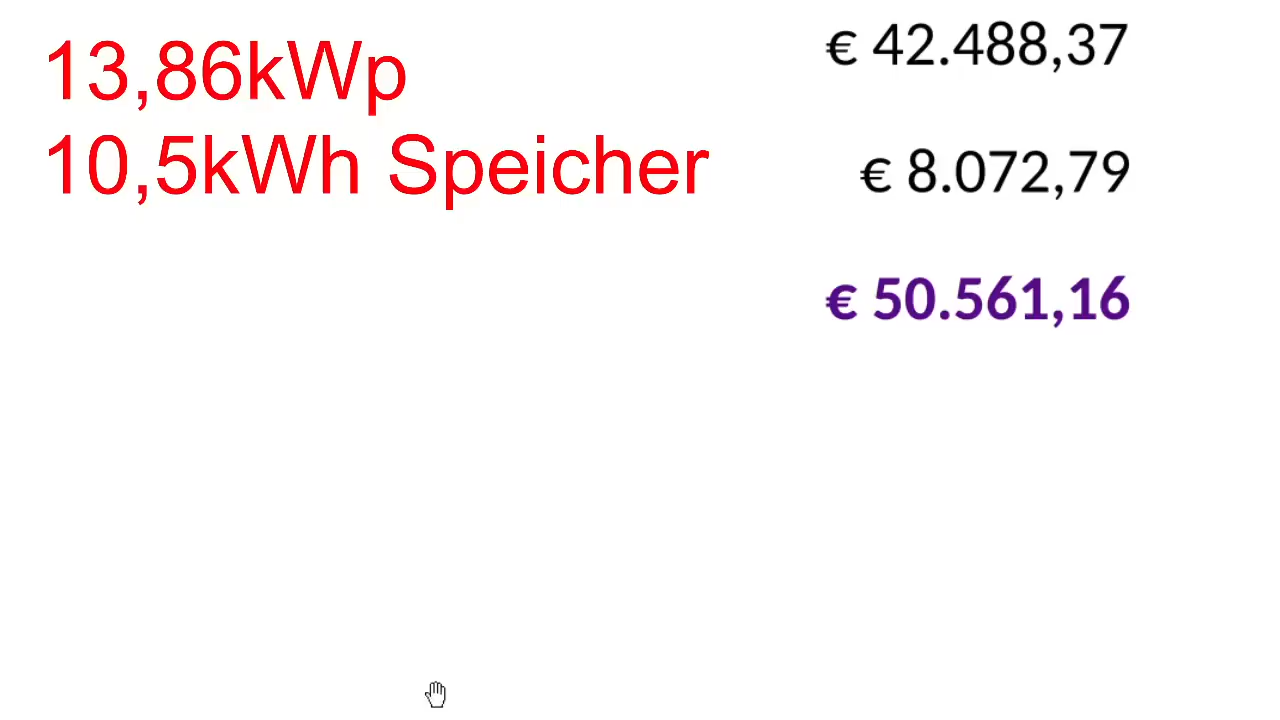 13,86kWp
10,5kWh Speicher
€ 42.488,37
€ 8.072,79
€ 50.561,16